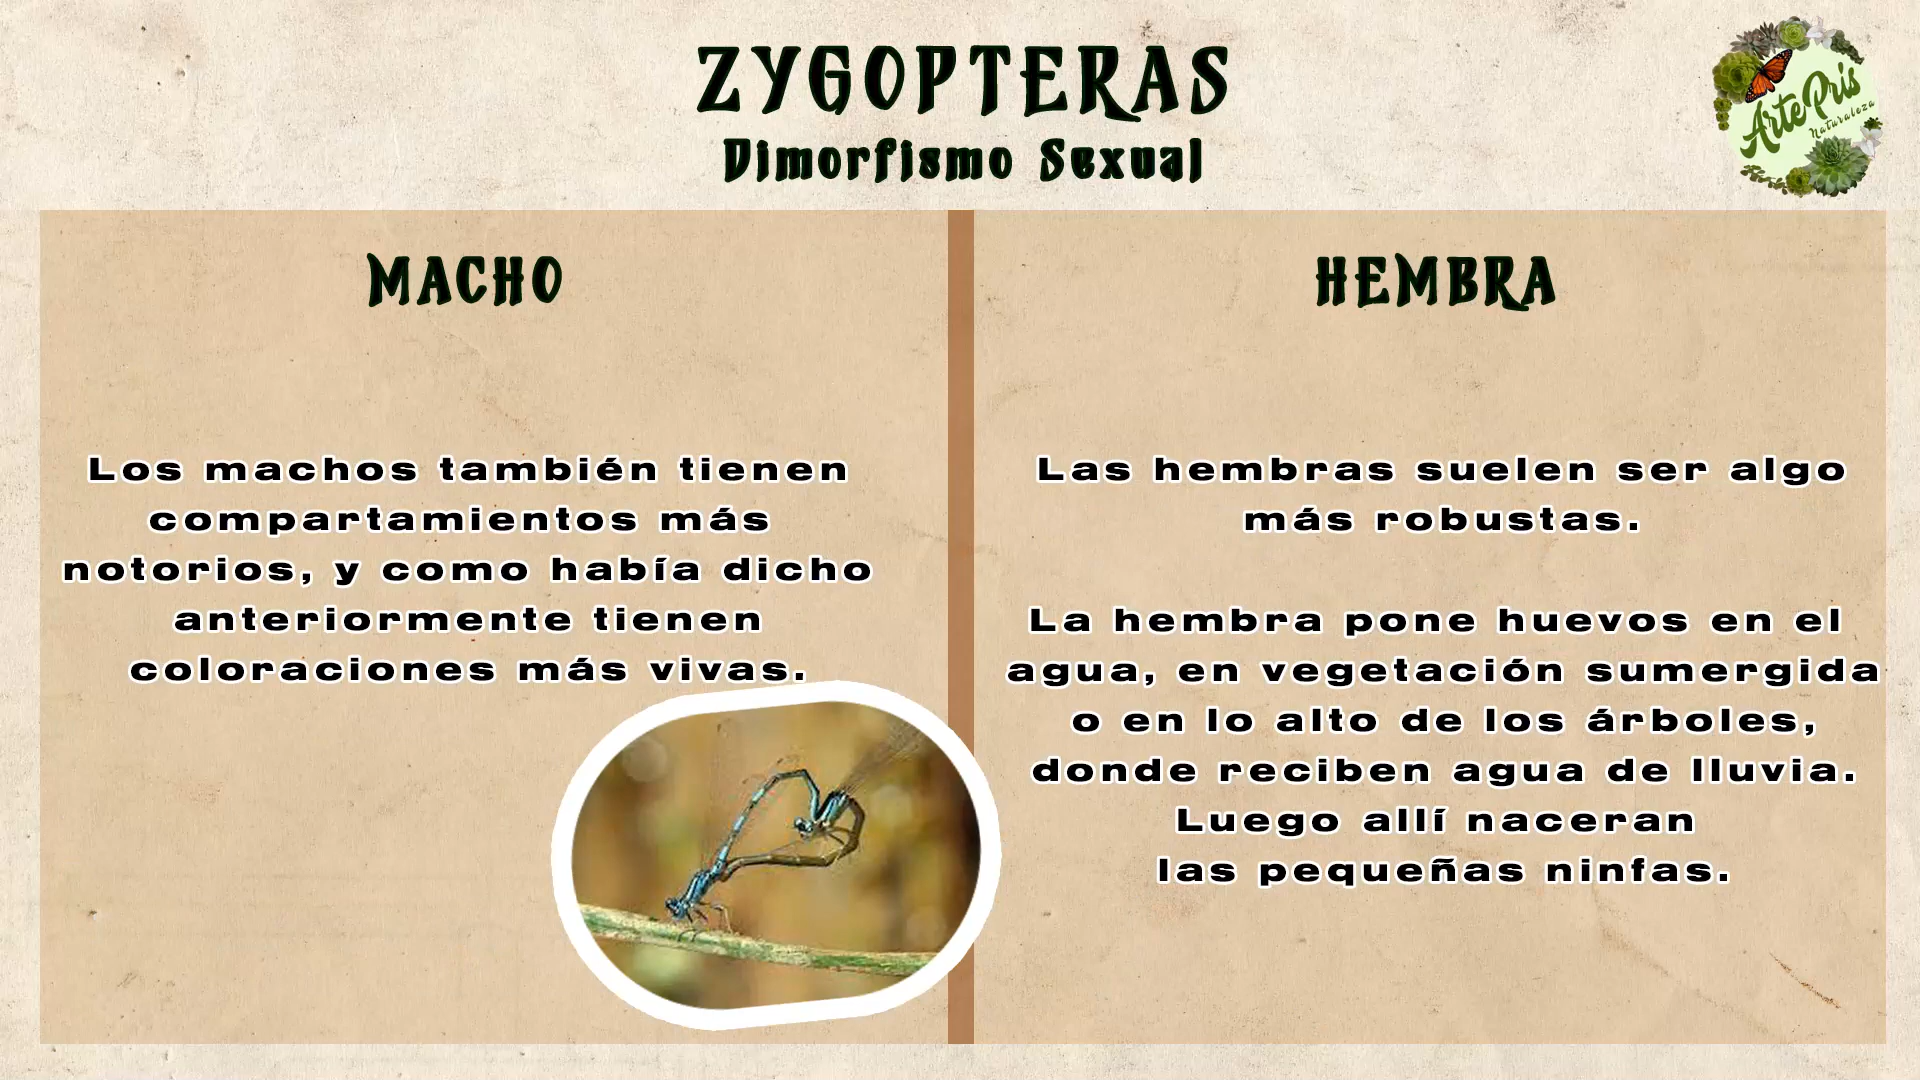 ZYGOPTERAS
Dimorfismo Sexual
ArtePris
Naturaleza
MACHO
Los machos también tienen
compartamientos más
notorios, y como había dicho
anteriormente tienen
coloraciones más vivas.
HEMBRA
Las hembras suelen ser algo
más robustas.
La hembra pone huevos en el
agua, en vegetación sumergida
o en lo alto de los árboles,
donde reciben agua de lluvia.
Luego allí naceran
las pequeñas ninfas.